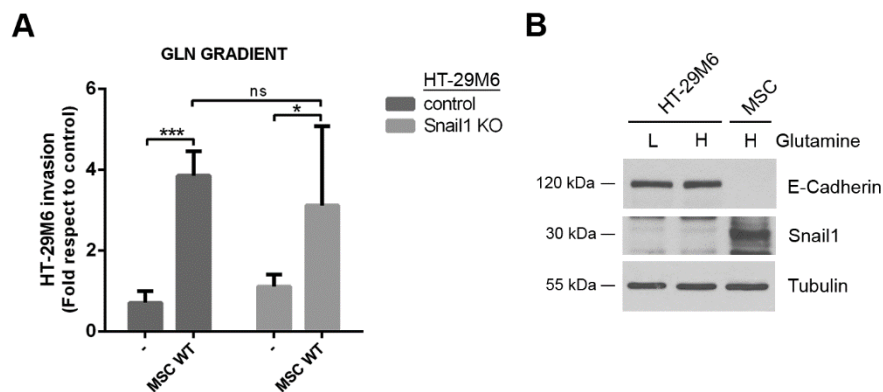 A
GLN GRADIENT
HT-29M6 invasion
(Fold respect to control)
6
4
2
0
***
ns
*
-
MSC WT
-
MSC WT
HT-29M6
control
Snail1 KO
B
HT-29M6
MSC
L H H Glutamine
120 kDa — E-Cadherin
30 kDa — Snail1
55 kDa — Tubulin